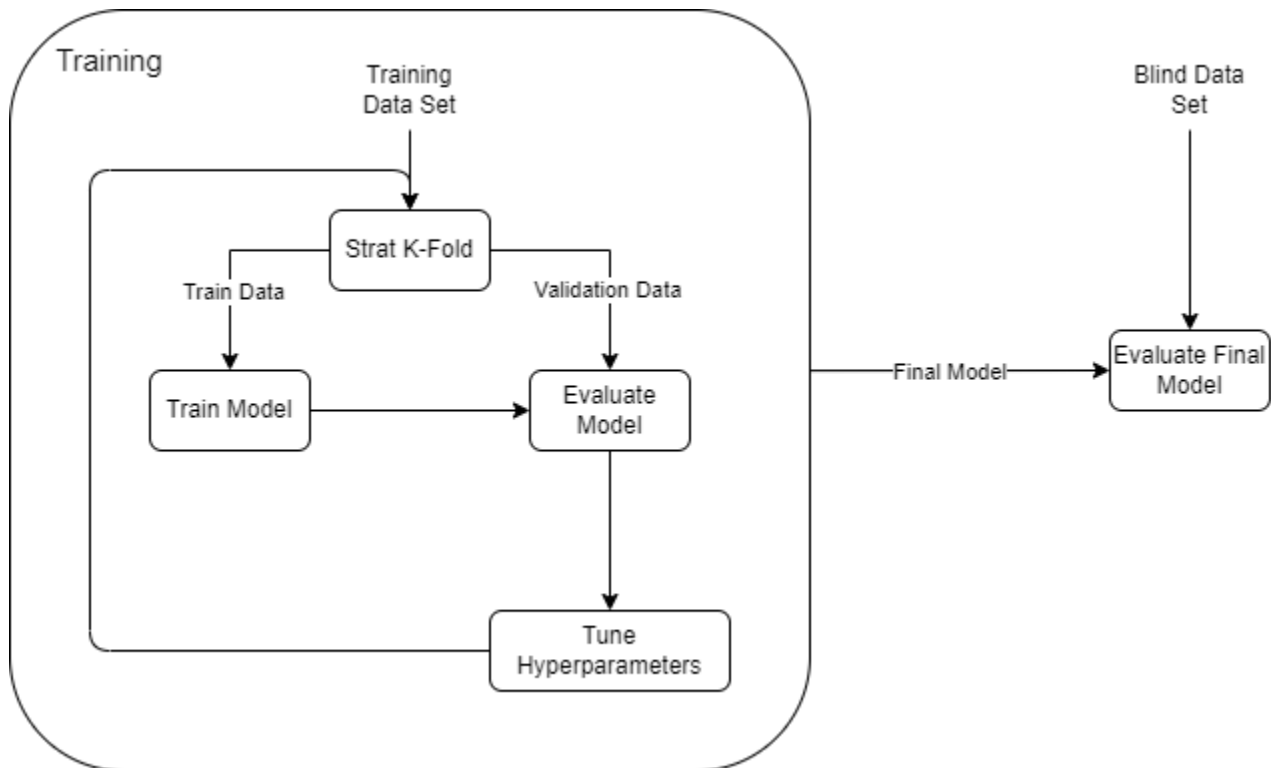 Training
Training
Data Set
Blind Data
Set
Strat K-Fold
Train Data
Validation Data
Train Model
Evaluate
Model
Final Model
Evaluate Final
Model
Tune
Hyperparameters